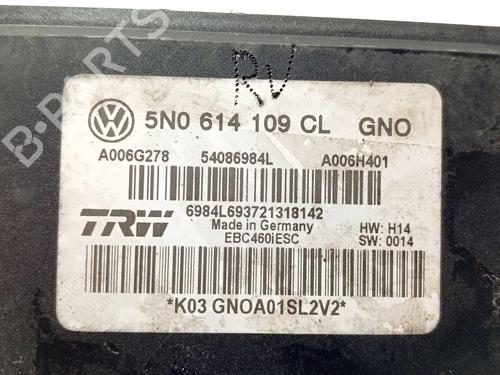 RV
5N0 614 109 CL GNO
A006G278 54086984L A006H401
TRW
6984L693721318142
Made in Germany
EBC460iESC
HW: H14
SW: 0014
*K03 GNOA01SL2V2*
B-PARTS